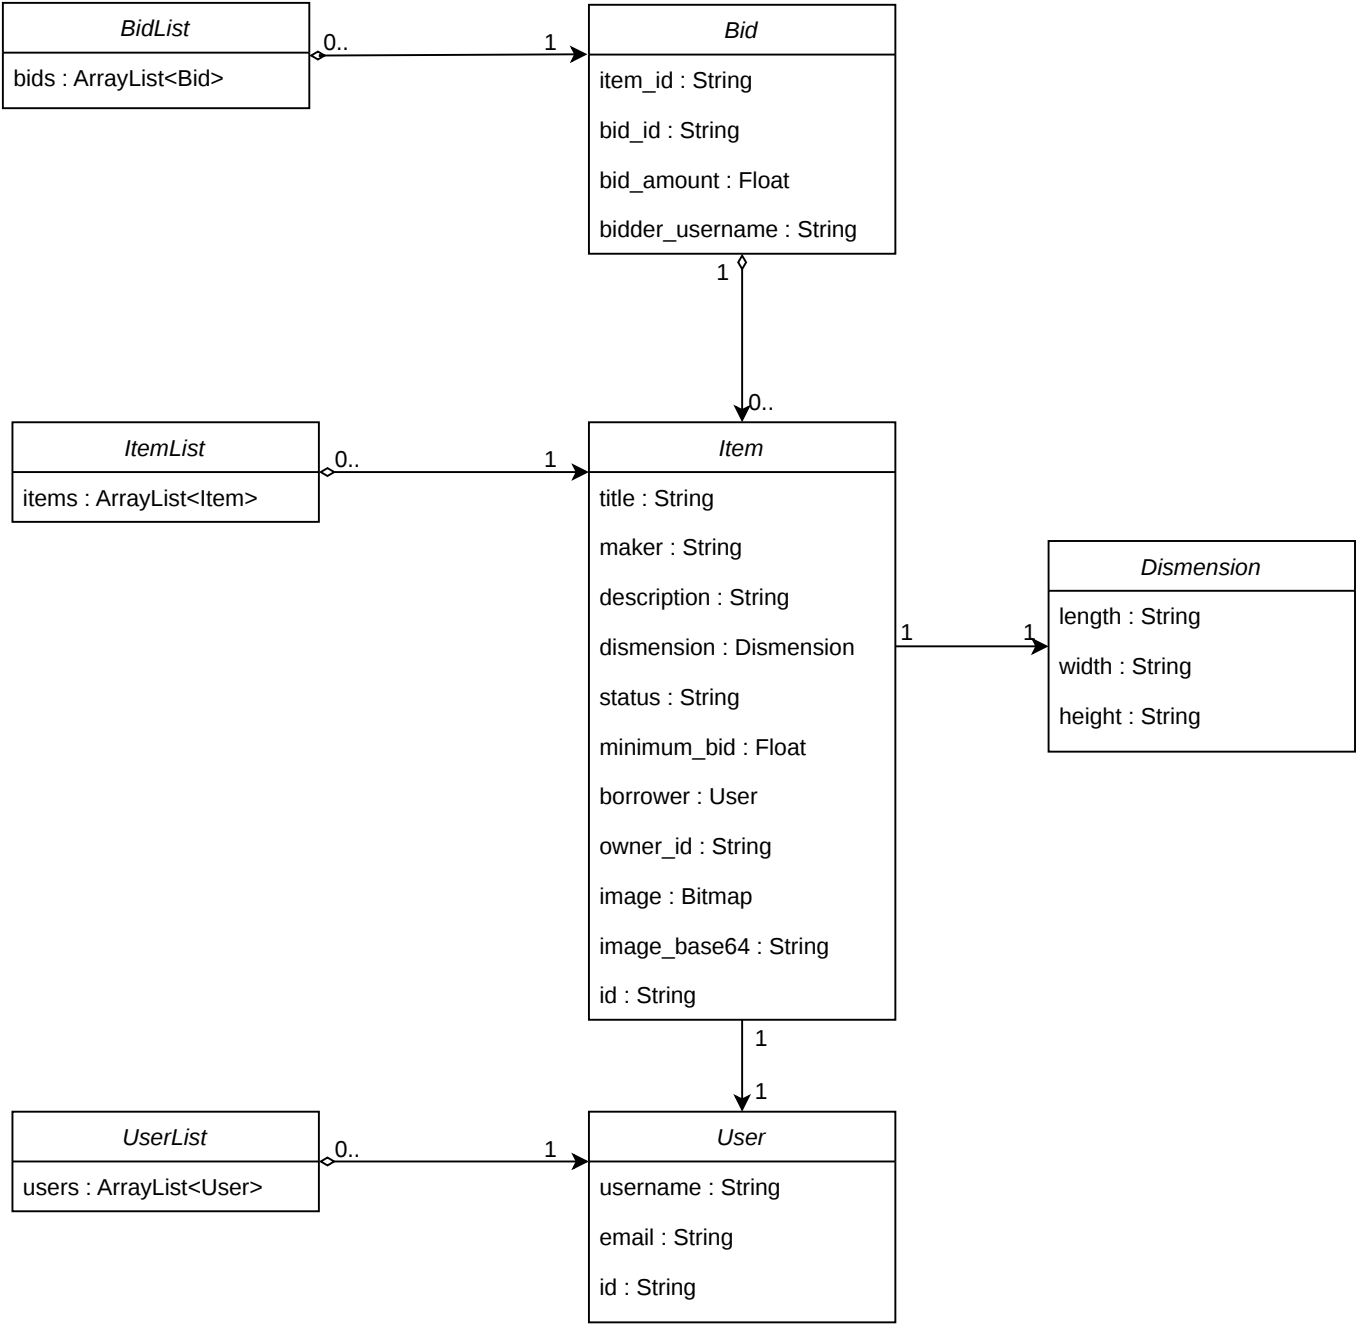 BidList
bids : ArrayList<Bid>
0..
1
Bid
item_id : String
bid_id : String
bid_amount : Float
bidder_username : String
1
0..
ItemList
items : ArrayList<Item>
0..
1
Item
title : String
maker : String
description : String
dismension : Dismension
status : String
minimum_bid : Float
borrower : User
owner_id : String
image : Bitmap
image_base64 : String
id : String
1
1
Dismension
length : String
width : String
height : String
1
1
UserList
users : ArrayList<User>
0..
1
User
username : String
email : String
id : String